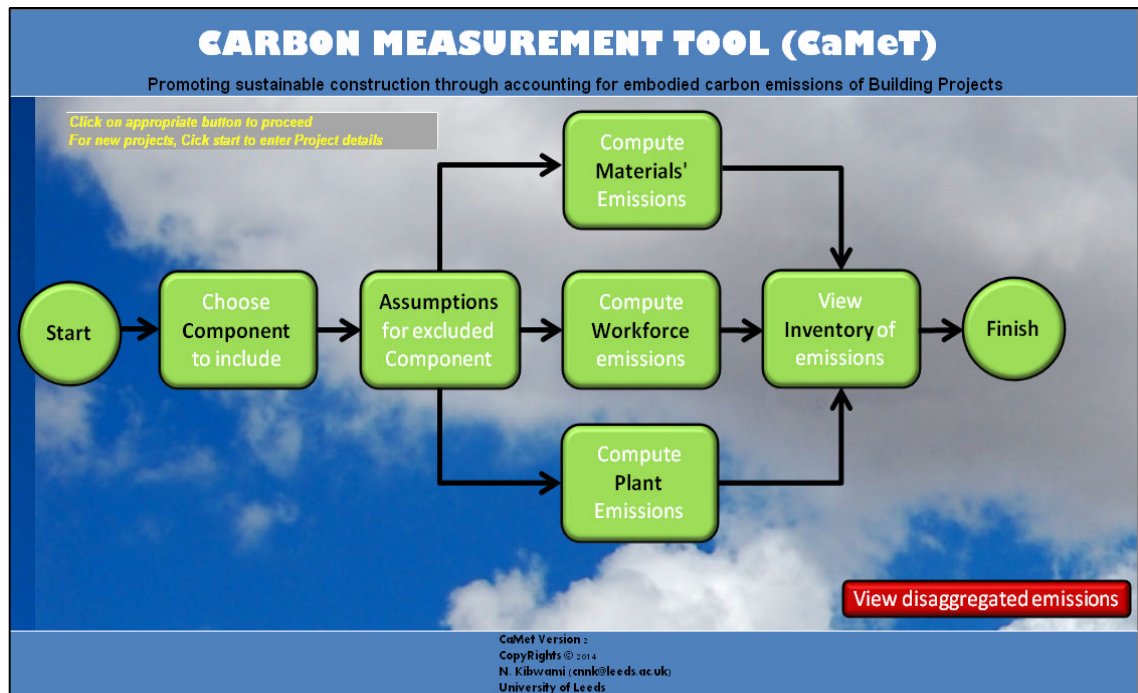 CARBON MEASUREMENT TOOL (CaMeT)
Promoting sustainable construction through accounting for embodied carbon emissions of Building Projects
Click on appropriate button to proceed
For new projects, Cick start to enter Project details
Start
Choose
Component
to include
Assumptions
for excluded
Component
Compute
Materials'
Emissions
Compute
Workforce
emissions
Compute
Plant
Emissions
View
Inventory of
emissions
Finish
View disaggregated emissions
CaMet Version 2
CopyRights © 2014
N. Kibwami (cnnk@leeds.ac.uk)
University of Leeds